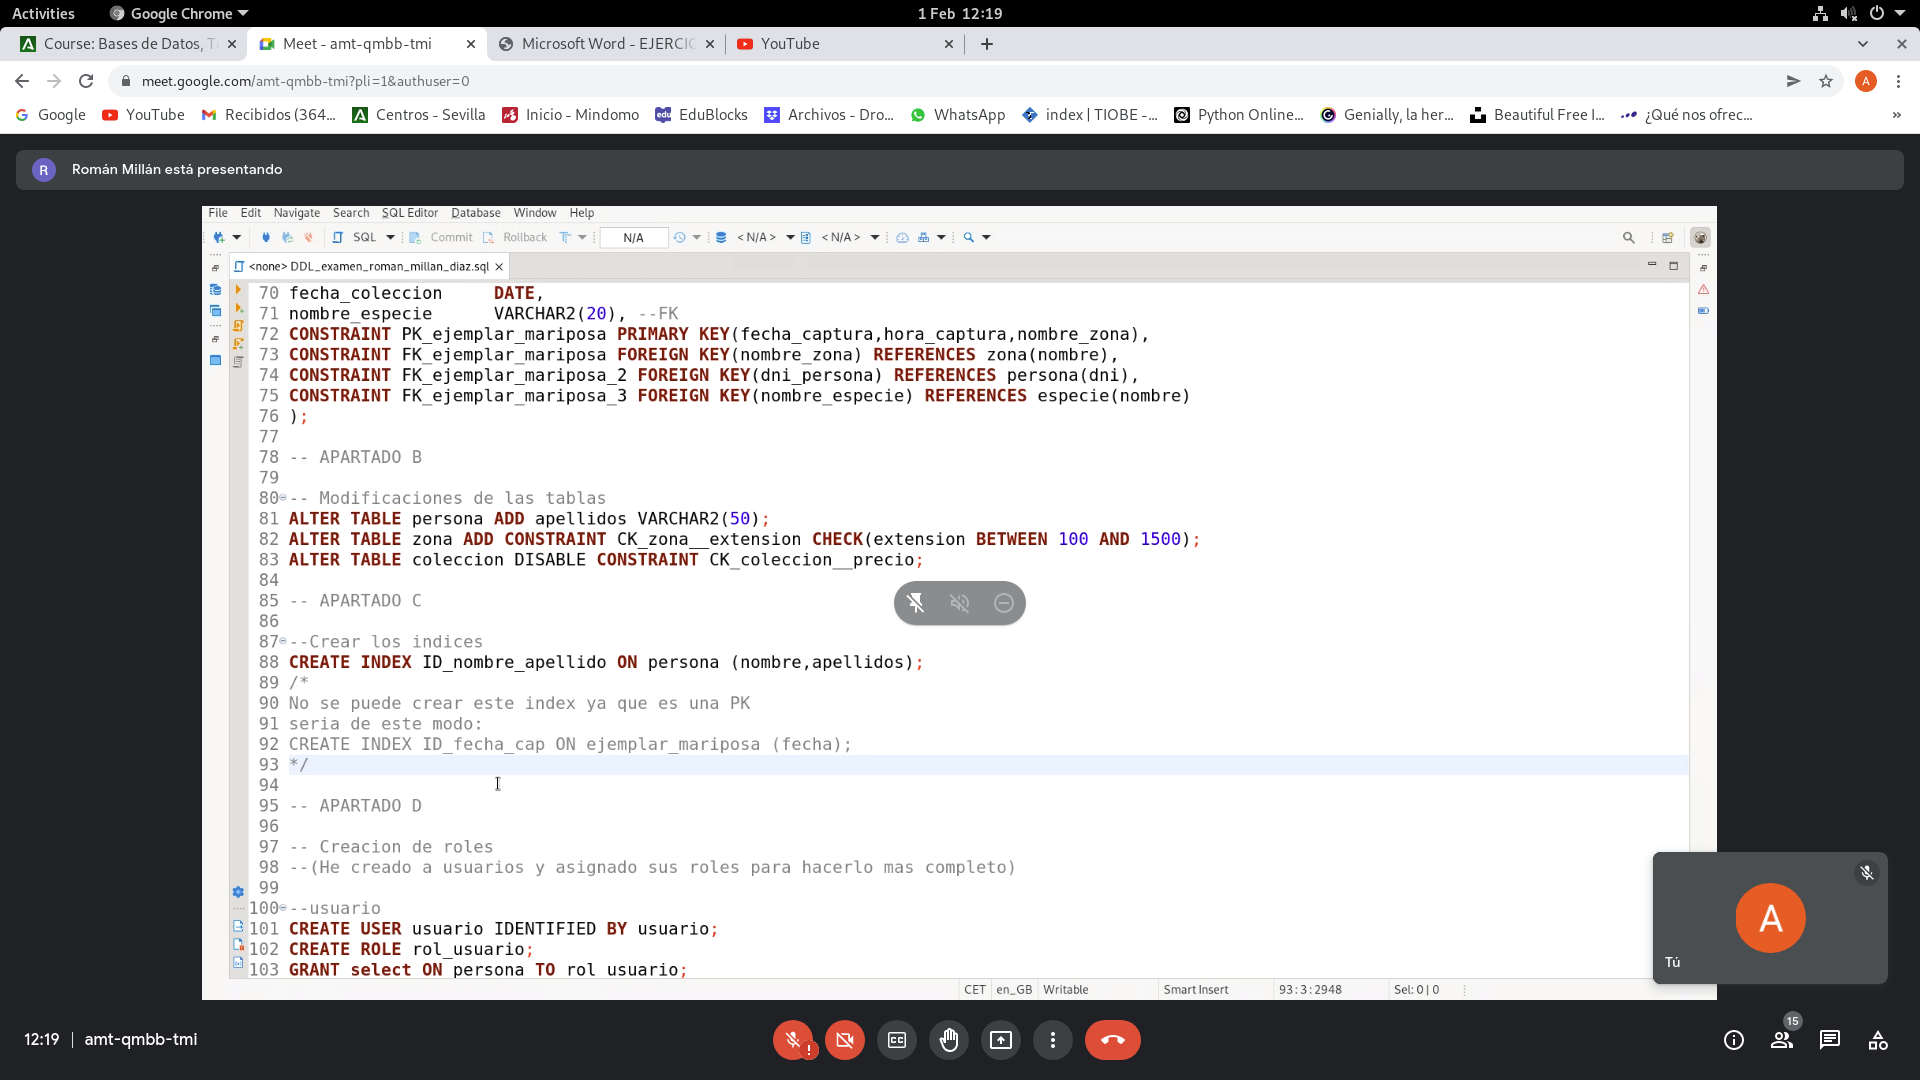 Activities
Google Chrome
1 Feb 12:19
Course: Bases de Datos, T
Meet - amt-qmbb-tmi
Microsoft Word - EJERCIC
YouTube
meet.google.com/amt-qmbb-tmi?pli=1&authuser=0
A
Google
YouTube
Recibidos (364...
Centros - Sevilla
Inicio - Mindomo
EduBlocks
Archivos - Dro...
WhatsApp
index | TIOBE -...
Python Online...
Genially, la her...
Beautiful Free I...
¿Qué nos ofrec...
»
R
Román Millán está presentando
File Edit Navigate Search SQL Editor Database Window Help
SQL Commit Rollback N/A < N/A > < N/A >
<none> DDL_examen_roman_millan_diaz.sql
70 fecha_coleccion DATE,
71 nombre_especie VARCHAR2(20), --FK
72 CONSTRAINT PK_ejemplar_mariposa PRIMARY KEY(fecha_captura,hora_captura,nombre_zona),
73 CONSTRAINT FK_ejemplar_mariposa FOREIGN KEY(nombre_zona) REFERENCES zona(nombre),
74 CONSTRAINT FK_ejemplar_mariposa_2 FOREIGN KEY(dni_persona) REFERENCES persona(dni),
75 CONSTRAINT FK_ejemplar_mariposa_3 FOREIGN KEY(nombre_especie) REFERENCES especie(nombre)
76 );
77
78 -- APARTADO B
79
80 -- Modificaciones de las tablas
81 ALTER TABLE persona ADD apellidos VARCHAR2(50);
82 ALTER TABLE zona ADD CONSTRAINT CK_zona__extension CHECK(extension BETWEEN 100 AND 1500);
83 ALTER TABLE coleccion DISABLE CONSTRAINT CK_coleccion__precio;
84
85 -- APARTADO C
86
87 --Crear los indices
88 CREATE INDEX ID_nombre_apellido ON persona (nombre,apellidos);
89 /*
90 No se puede crear este index ya que es una PK
91 seria de este modo:
92 CREATE INDEX ID_fecha_cap ON ejemplar_mariposa (fecha);
93 */
94
95 -- APARTADO D
96
97 -- Creacion de roles
98 --(He creado a usuarios y asignado sus roles para hacerlo mas completo)
99
100 --usuario
101 CREATE USER usuario IDENTIFIED BY usuario;
102 CREATE ROLE rol_usuario;
103 GRANT select ON persona TO rol_usuario;
CET en_GB Writable Smart Insert 93:3:2948 Sel: 0 | 0
A
Tú
12:19 | amt-qmbb-tmi
15